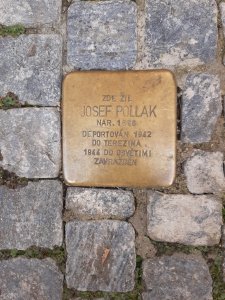 ZDE ŽIL
JOSEF POLLAK
NAR.
DEPORTOVÁN 1942
DO TEREZÍNA
1944 DO OSVĚTIMI
ZAVRAŽDĚN